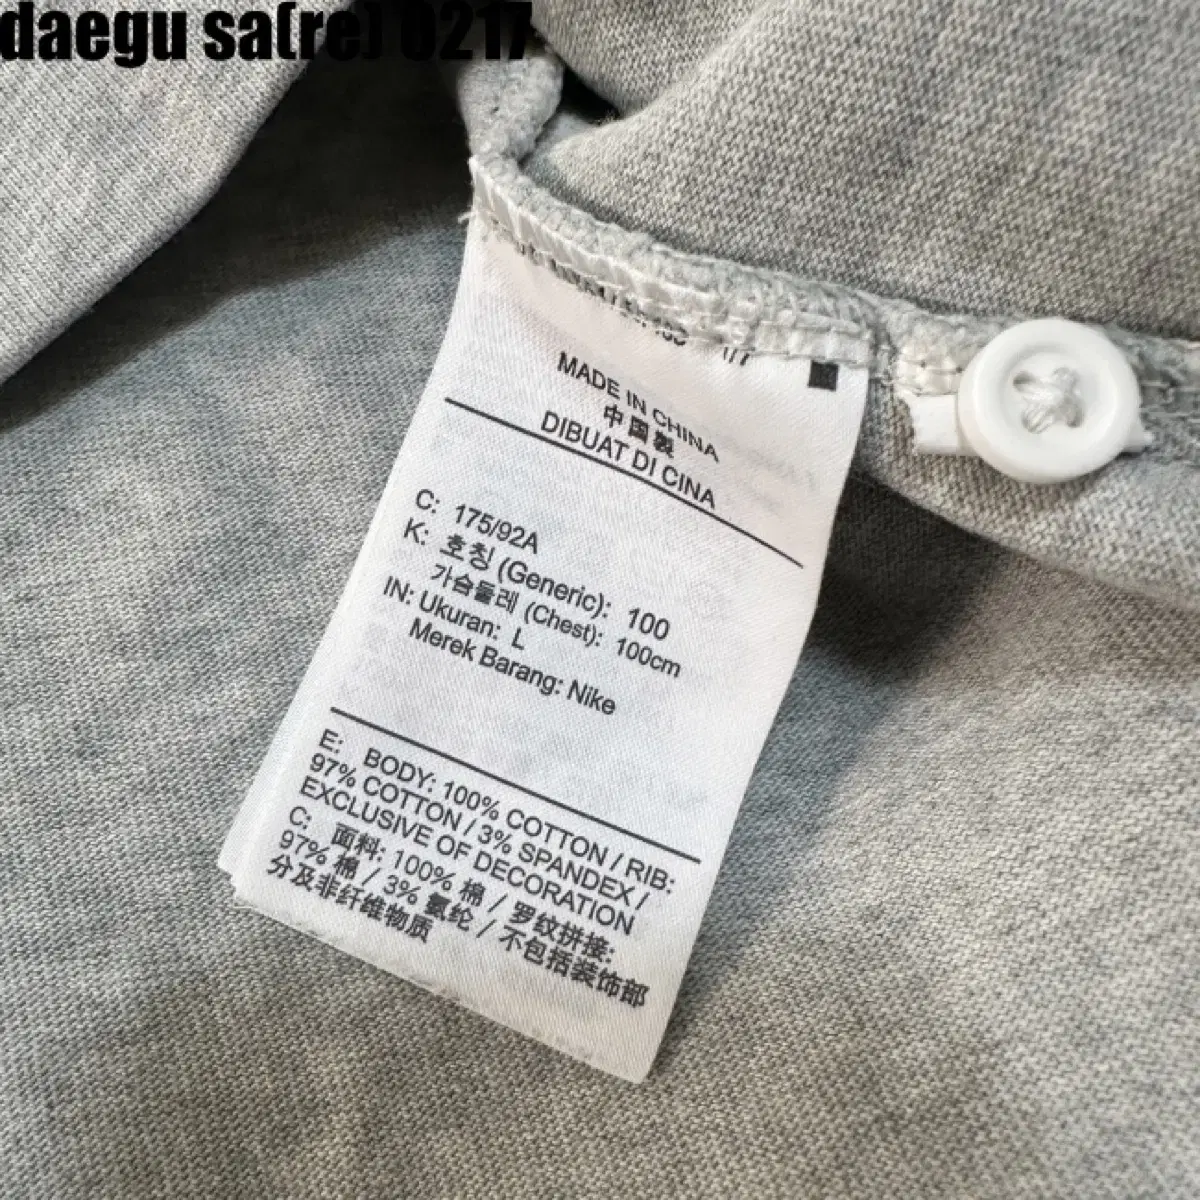 daegu sa(re) 0217
MADE IN CHINA
中国製
DIBUAT DI CINA
C: 175/92A
K: 호칭 (Generic): 100
가슴둘레 (Chest): 100cm
IN: Ukuran: L
Merek Barang: Nike
E: BODY: 100% COTTON / RIB:
97% COTTON / 3% SPANDEX /
EXCLUSIVE OF DECORATION
C: 面料: 100% 棉 / 罗纹拼接:
97% 棉 / 3% 氨纶 / 不包括装饰部
分及非纤维物质